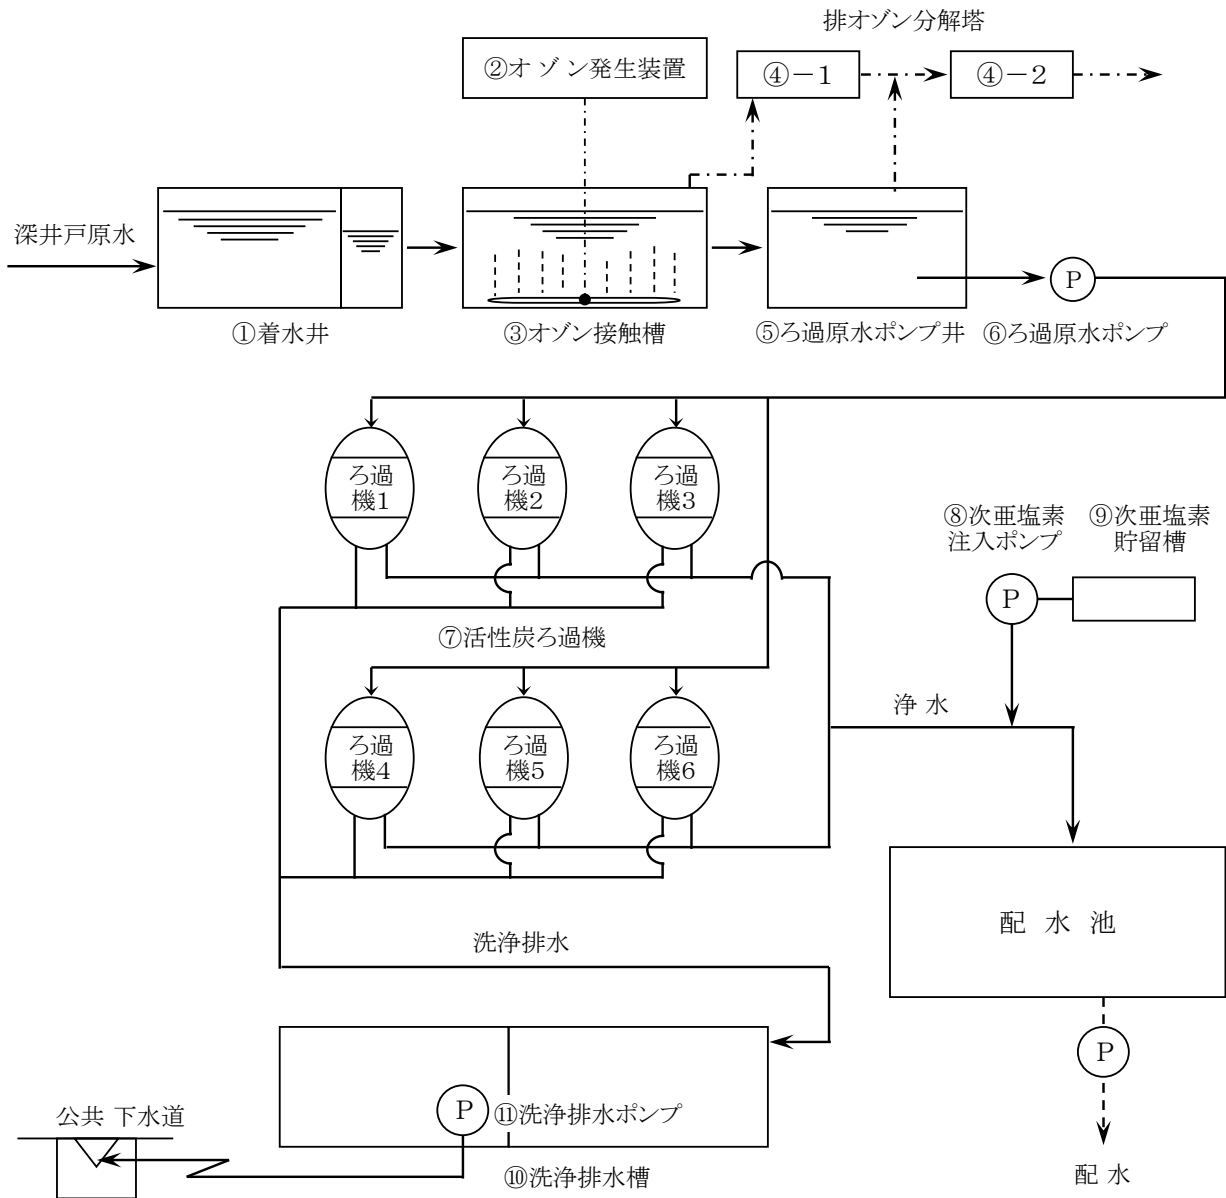 排オゾン分解塔
②オゾン発生装置
④－1
④－2
深井戸原水
①着水井
③オゾン接触槽
⑤ろ過原水ポンプ井
⑥ろ過原水ポンプ
P
ろ過
機1
ろ過
機2
ろ過
機3
⑧次亜塩素
注入ポンプ
⑨次亜塩素
貯留槽
P
⑦活性炭ろ過機
ろ過
機4
ろ過
機5
ろ過
機6
浄 水
配 水 池
洗浄排水
P
P
⑪洗浄排水ポンプ
公共 下水道
⑩洗浄排水槽
配 水